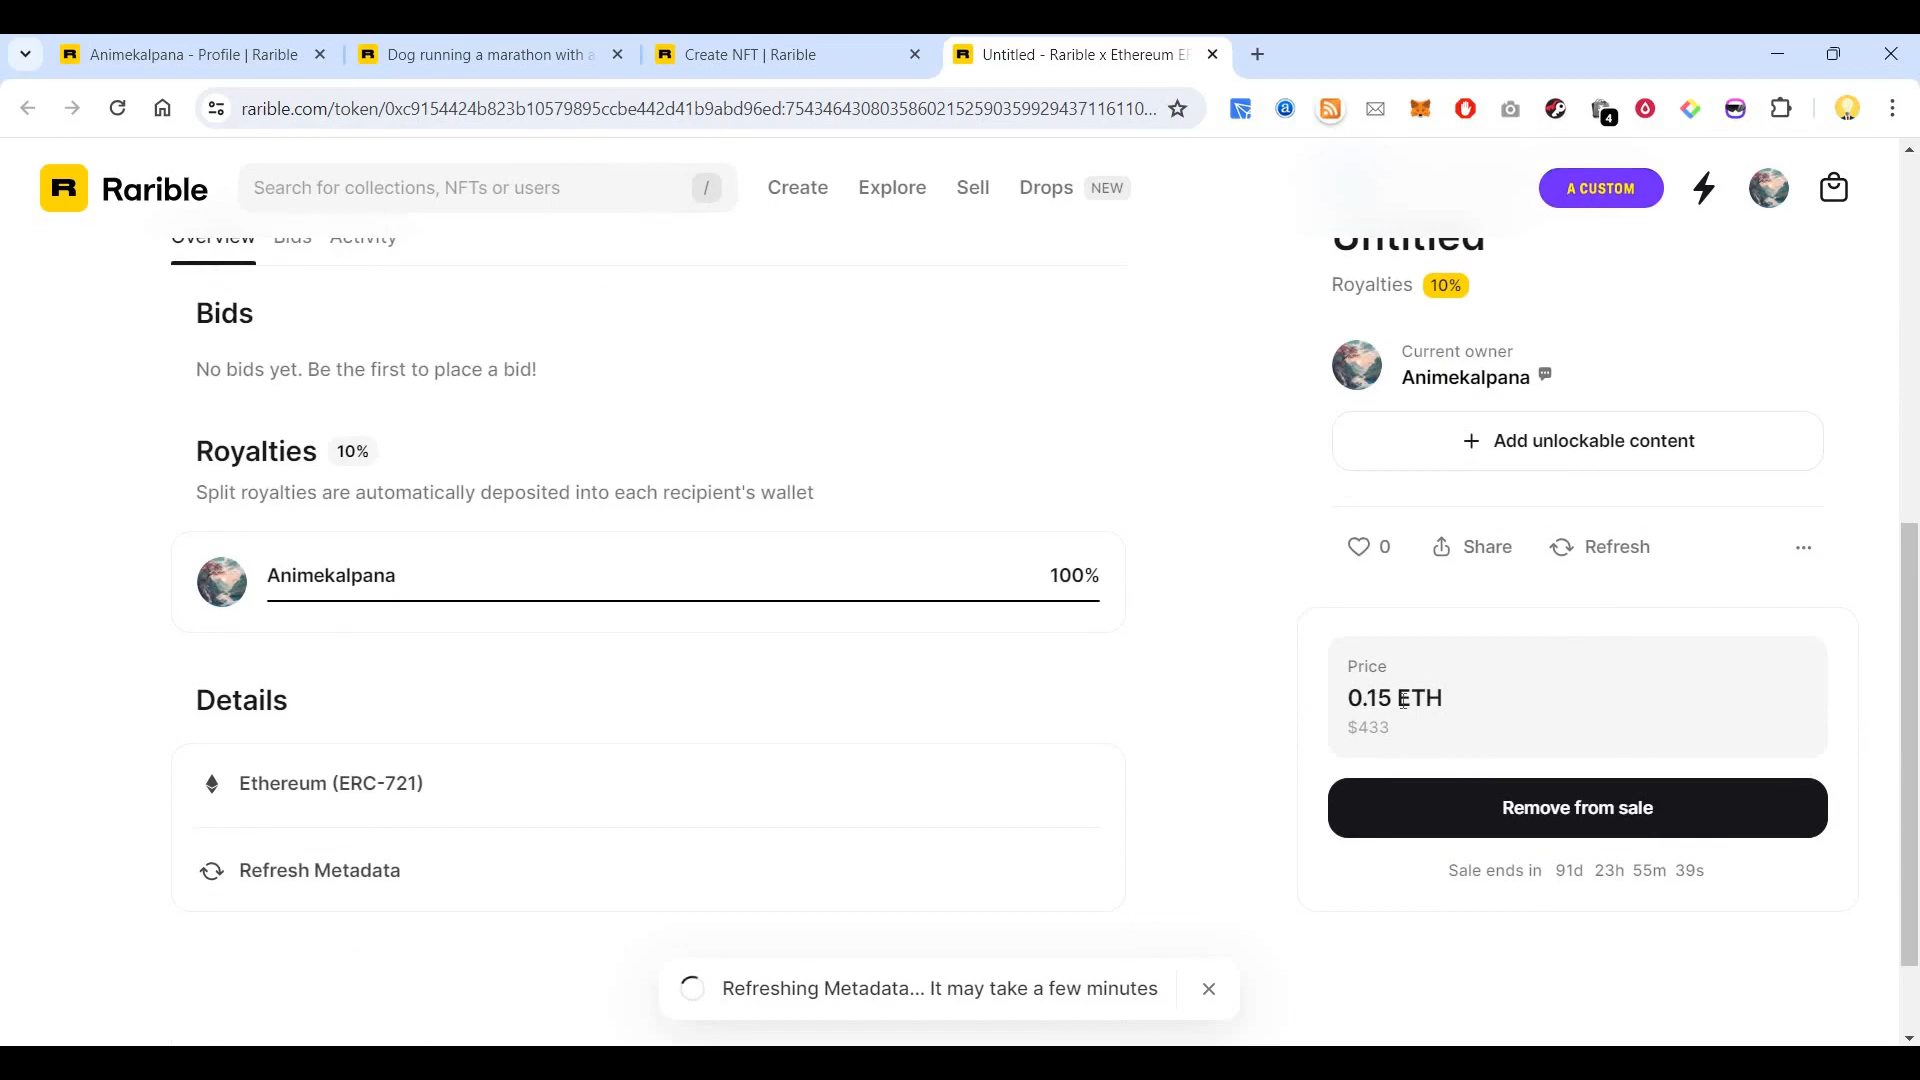 Animekalpana - Profile | Rarible
Dog running a marathon with a
Create NFT | Rarible
Untitled - Rarible x Ethereum
rarible.com/token/0xc9154424b823b10579895ccbe442d41b9abd96ed:75434643080358602152590359929437116110...
4
R Rarible
Search for collections, NFTs or users
/
Create
Explore
Sell
Drops
NEW
A CUSTOM
Overview
Bids
Activity
Untitled
Royalties 10%
Bids
No bids yet. Be the first to place a bid!
Current owner
Animekalpana
+ Add unlockable content
Royalties 10%
Split royalties are automatically deposited into each recipient's wallet
0
Share
Refresh
Animekalpana 100%
Price
0.15 ETH
$433
Details
Ethereum (ERC-721)
Remove from sale
Refresh Metadata
Sale ends in 91d 23h 55m 39s
Refreshing Metadata... It may take a few minutes